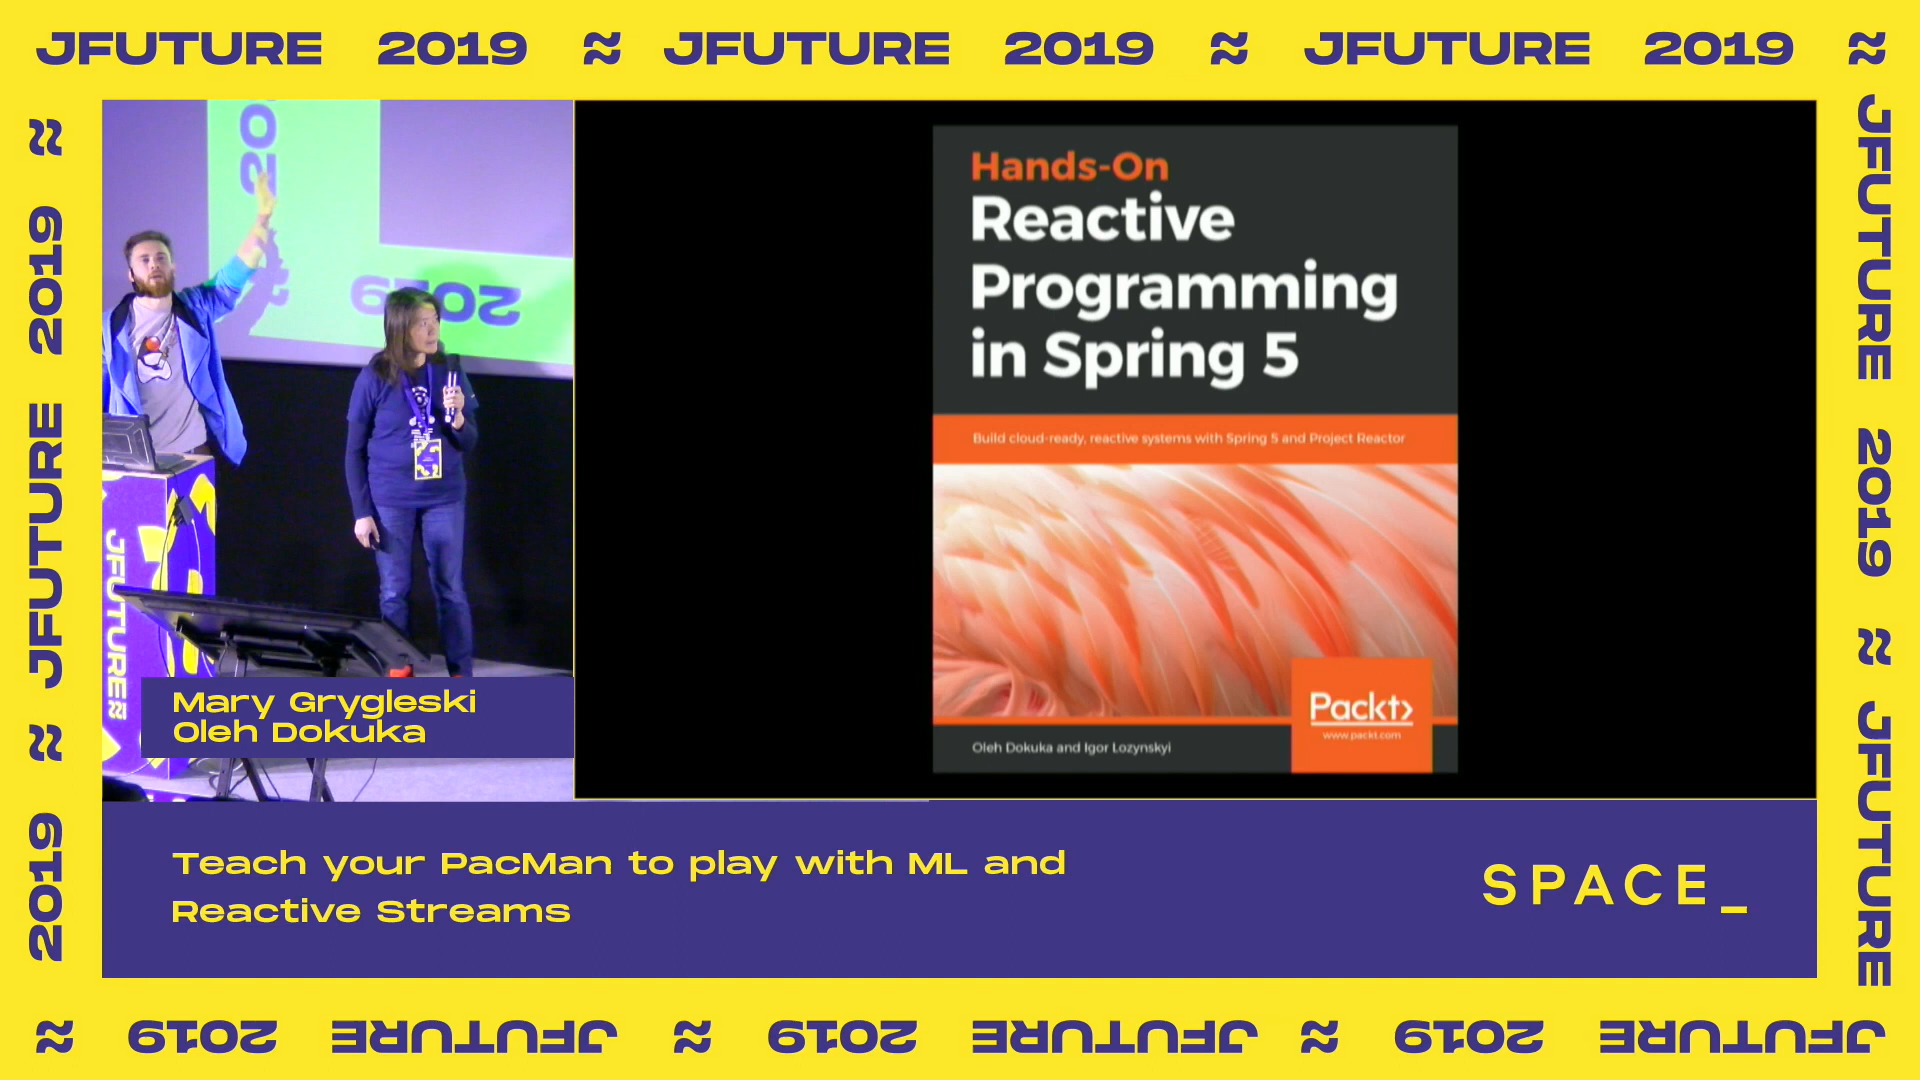 JFUTURE 2019 ≈ JFUTURE 2019 ≈ JFUTURE 2019 ≈
JFUTURE 2019 ≈ JFUTURE
JFUTURE 2019 ≈ JFUTURE 2019 ≈ JFUTURE 2019 ≈
2019 ≈ JFUTURE 2019 ≈
20
2019
JFUTURE ≈
Mary Grygleski
Oleh Dokuka
Hands-On
Reactive
Programming
in Spring 5
Build cloud-ready, reactive systems with Spring 5 and Project Reactor
Packt>
www.packt.com
Oleh Dokuka and Igor Lozynskyi
Teach your PacMan to play with ML and
Reactive Streams
SPACE_